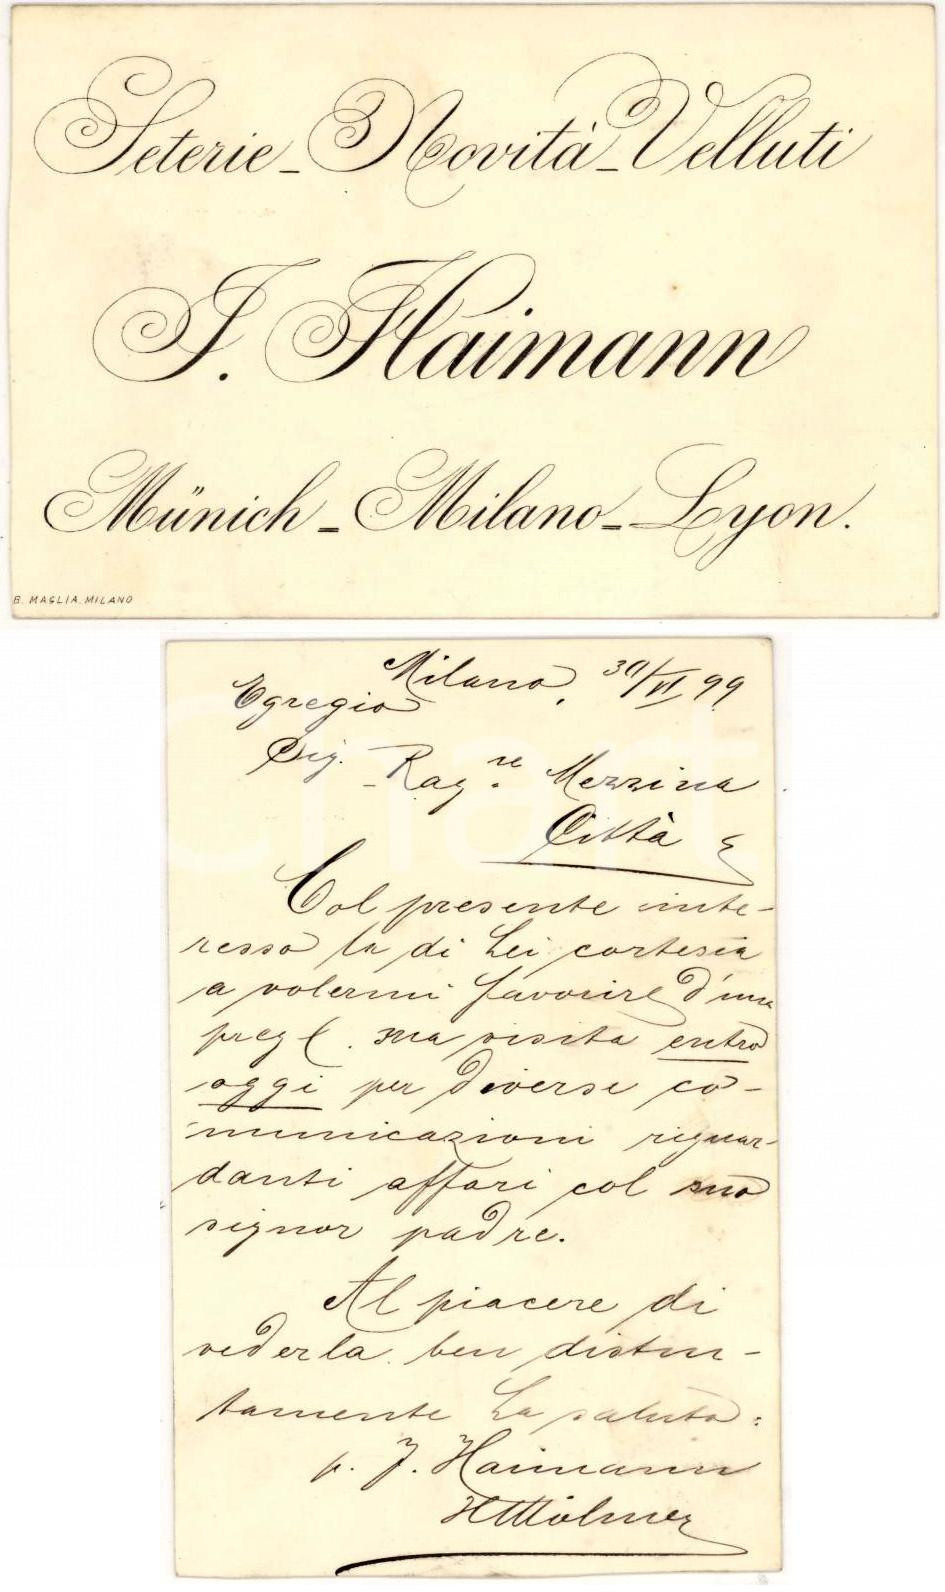 Seterie - Novità - Velluti
J. Haimann
Münich - Milano - Lyon.
B. MAGLIA. MILANO
Milano, 30/VI 99
Egregio
Sig. Rag.re Mezzina
Città
Col presente inte-
resso la di Lei cortesia
a volermi favorire d'una
pregl. sua visita entro
oggi per diverse co-
municazioni riguar-
danti affari col suo
signor padre.
Al piacere di
vederla ben distin-
tamente La saluto:
p. J. Haimann